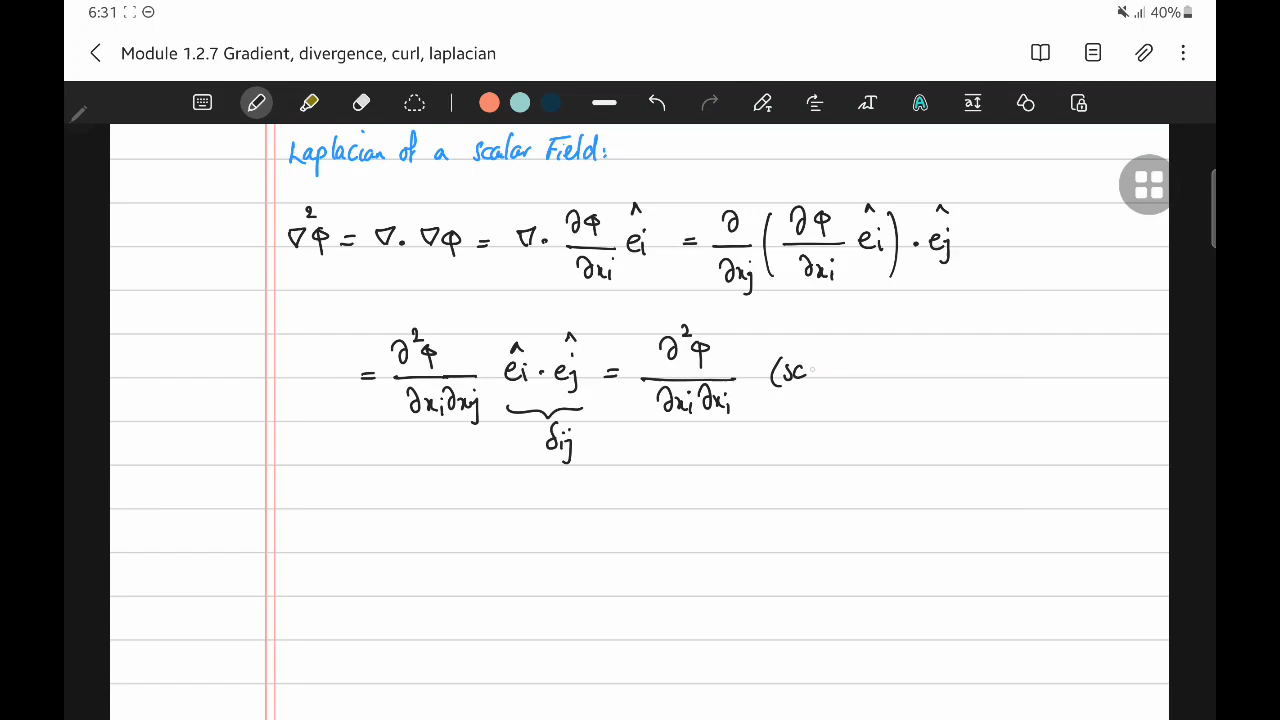 6:31 40%
Module 1.2.7 Gradient, divergence, curl, laplacian
Laplacian of a scalar Field:
∇²φ = ∇ · ∇φ = ∇ · ∂φ/∂xᵢ êᵢ = ∂/∂xⱼ (∂φ/∂xᵢ êᵢ) · êⱼ
= ∂²φ/∂xᵢ∂xⱼ êᵢ · êⱼ = ∂²φ/∂xᵢ∂xᵢ (sc
δᵢⱼ